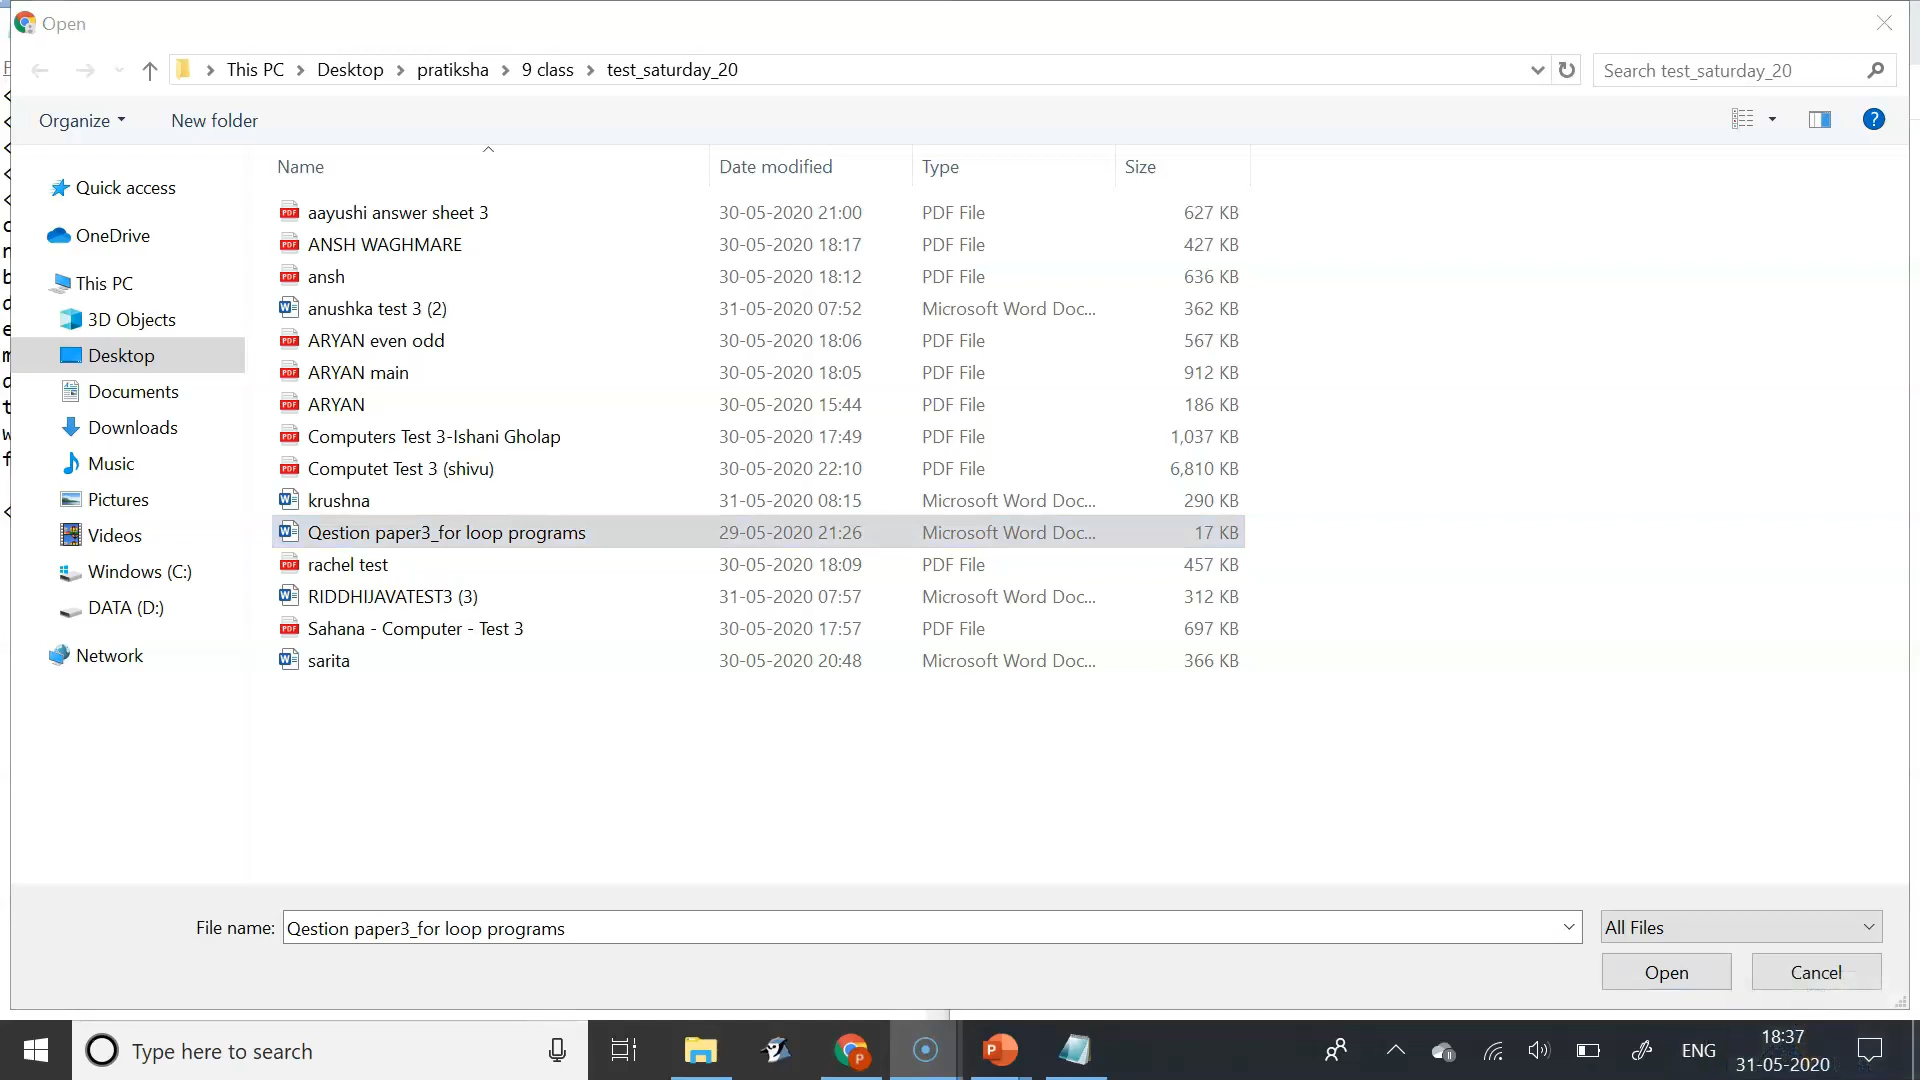 Open
This PC > Desktop > pratiksha > 9 class > test_saturday_20
Search test_saturday_20
Organize
New folder
?
Name Date modified Type Size
Quick access
OneDrive
This PC
3D Objects
Desktop
Documents
Downloads
Music
Pictures
Videos
Windows (C:)
DATA (D:)
Network
aayushi answer sheet 3 30-05-2020 21:00 PDF File 627 KB
ANSH WAGHMARE 30-05-2020 18:17 PDF File 427 KB
ansh 30-05-2020 18:12 PDF File 636 KB
anushka test 3 (2) 31-05-2020 07:52 Microsoft Word Doc... 362 KB
ARYAN even odd 30-05-2020 18:06 PDF File 567 KB
ARYAN main 30-05-2020 18:05 PDF File 912 KB
ARYAN 30-05-2020 15:44 PDF File 186 KB
Computers Test 3-Ishani Gholap 30-05-2020 17:49 PDF File 1,037 KB
Computet Test 3 (shivu) 30-05-2020 22:10 PDF File 6,810 KB
krushna 31-05-2020 08:15 Microsoft Word Doc... 290 KB
Qestion paper3_for loop programs 29-05-2020 21:26 Microsoft Word Doc... 17 KB
rachel test 30-05-2020 18:09 PDF File 457 KB
RIDDHIJAVATEST3 (3) 31-05-2020 07:57 Microsoft Word Doc... 312 KB
Sahana - Computer - Test 3 30-05-2020 17:57 PDF File 697 KB
sarita 30-05-2020 20:48 Microsoft Word Doc... 366 KB
File name: Qestion paper3_for loop programs
All Files
Open
Cancel
Type here to search
ENG
18:37
31-05-2020